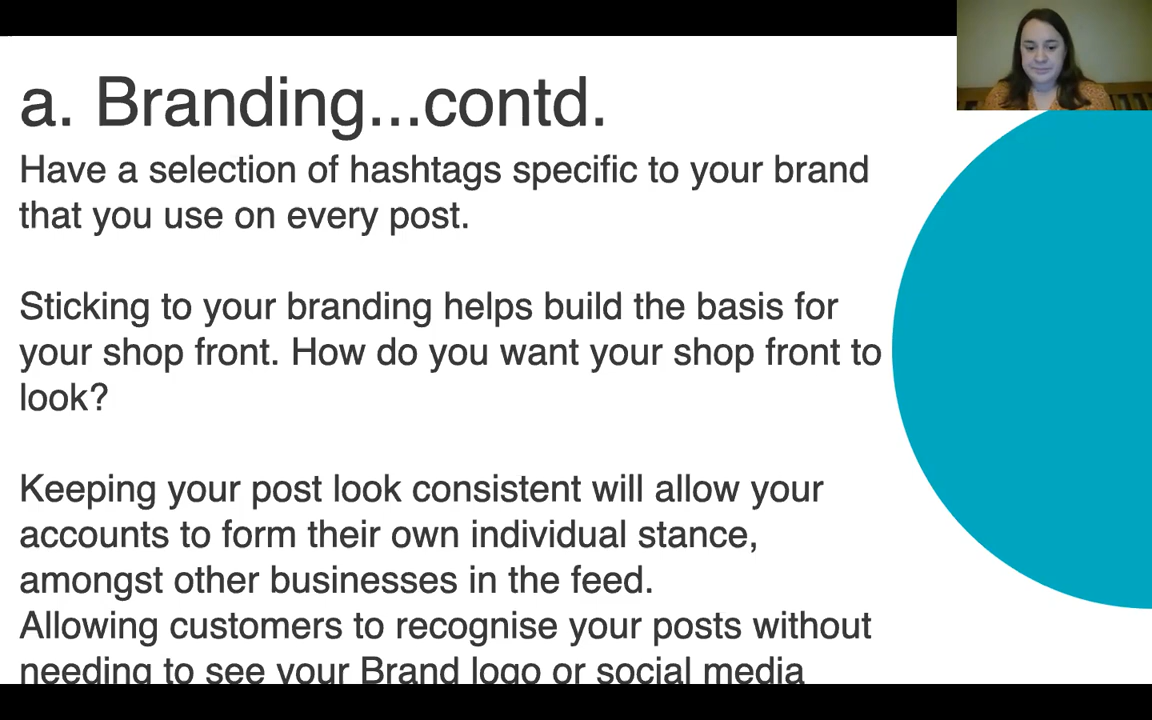 a. Branding...contd.
Have a selection of hashtags specific to your brand
that you use on every post.
Sticking to your branding helps build the basis for
your shop front. How do you want your shop front to
look?
Keeping your post look consistent will allow your
accounts to form their own individual stance,
amongst other businesses in the feed.
Allowing customers to recognise your posts without
needing to see your Brand logo or social media